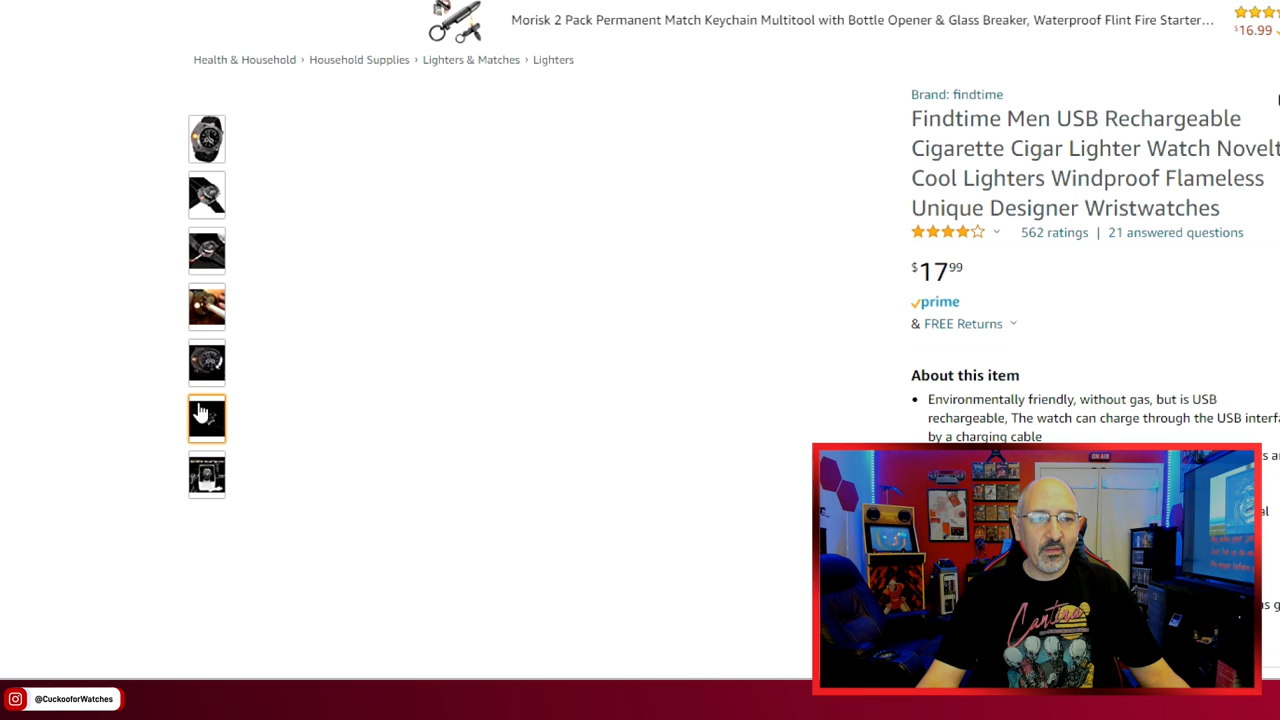 Morisk 2 Pack Permanent Match Keychain Multitool with Bottle Opener & Glass Breaker, Waterproof Flint Fire Starter...
$16.99
Health & Household › Household Supplies › Lighters & Matches › Lighters
Brand: findtime
Findtime Men USB Rechargeable
Cigarette Cigar Lighter Watch Novelt
Cool Lighters Windproof Flameless
Unique Designer Wristwatches
562 ratings | 21 answered questions
$17.99
prime
& FREE Returns
About this item
• Environmentally friendly, without gas, but is USB
rechargeable, The watch can charge through the USB interfa
by a charging cable
ON AIR
Cantina
@CuckooforWatches